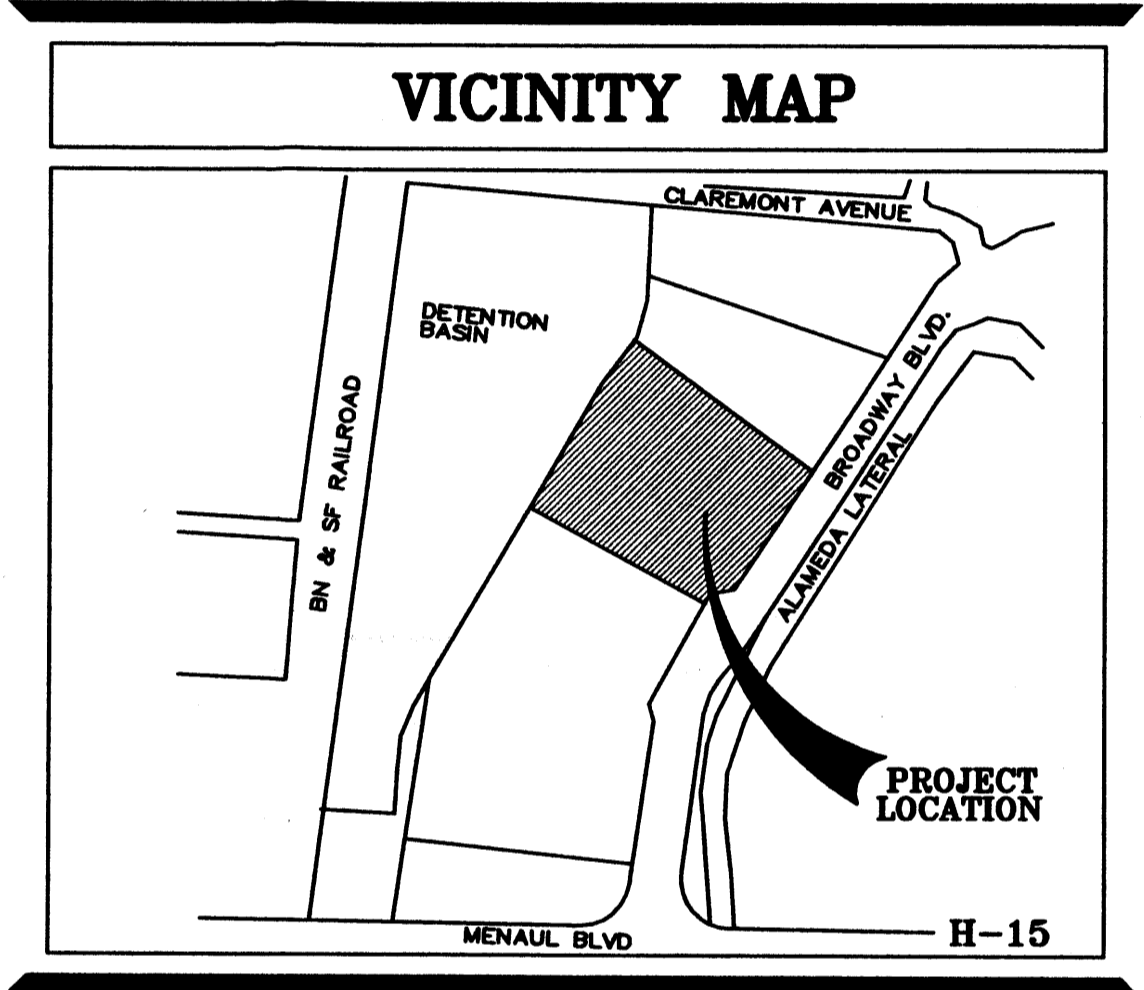 VICINITY MAP
CLAREMONT AVENUE
DETENTION
BASIN
BROADWAY BLVD.
BN & SF RAILROAD
ALAMEDA LATERAL
PROJECT
LOCATION
MENAUL BLVD
H-15